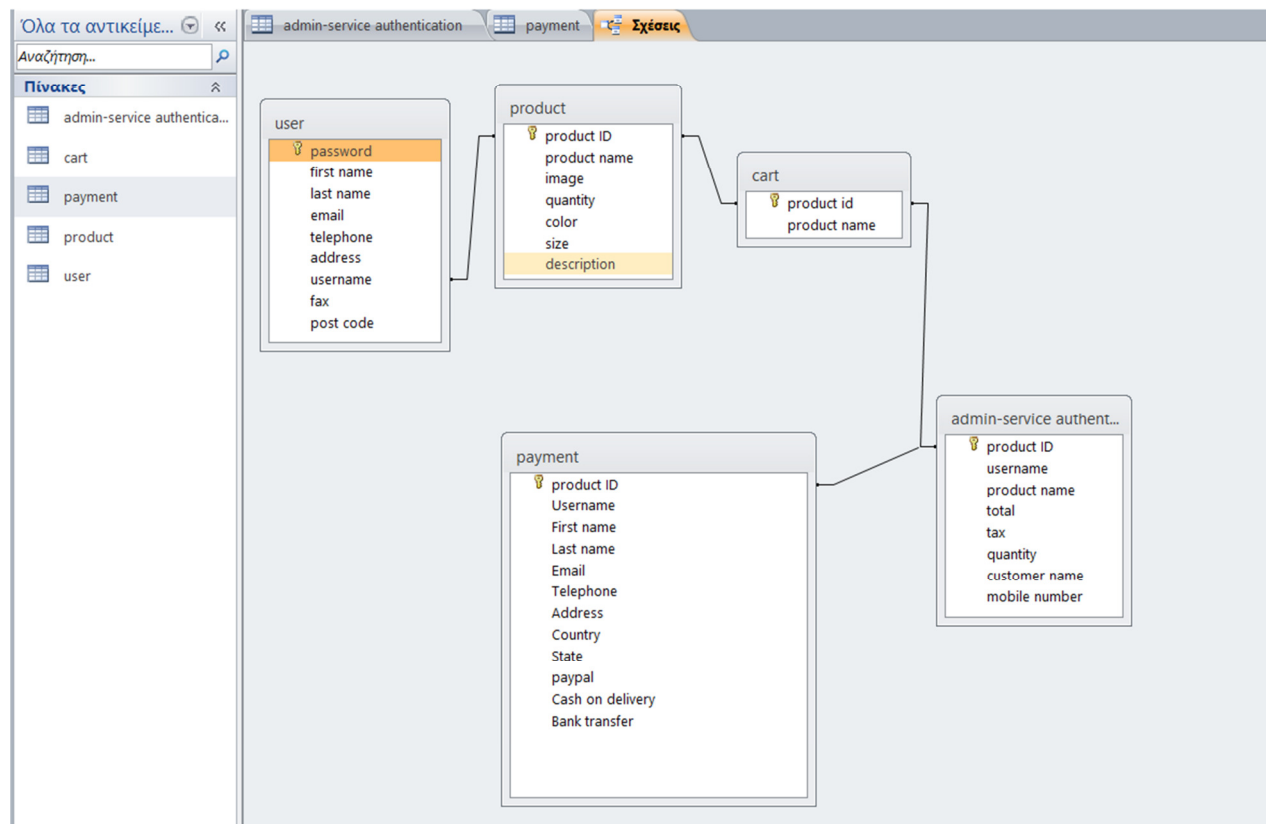 Όλα τα αντικείμε...
Αναζήτηση...
Πίνακες
admin-service authentica...
cart
payment
product
user
admin-service authentication
payment
Σχέσεις
user
password
first name
last name
email
telephone
address
username
fax
post code
product
product ID
product name
image
quantity
color
size
description
cart
product id
product name
payment
product ID
Username
First name
Last name
Email
Telephone
Address
Country
State
paypal
Cash on delivery
Bank transfer
admin-service authent...
product ID
username
product name
total
tax
quantity
customer name
mobile number